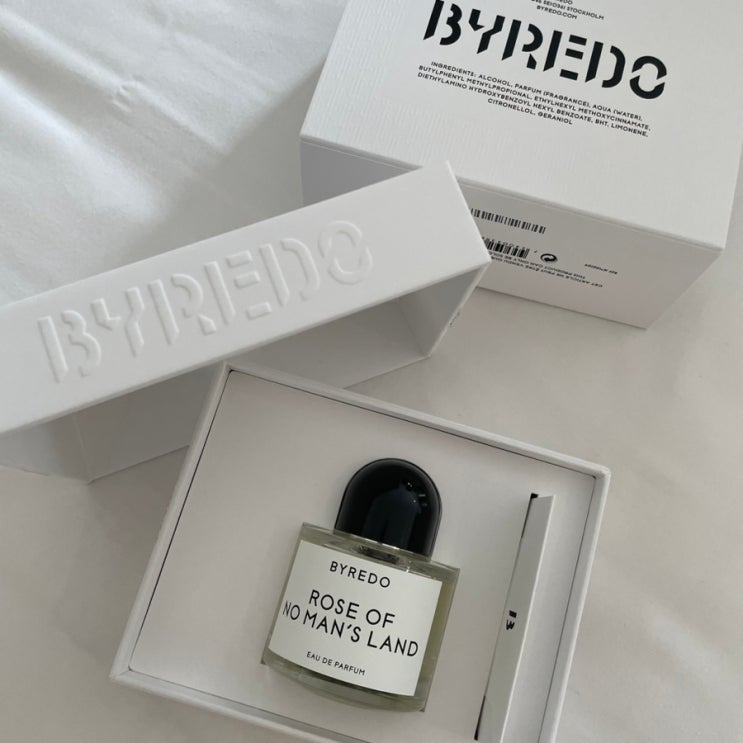 BYREDO.COM
BYREDO
INGREDIENTS: ALCOHOL, PARFUM (FRAGRANCE), AQUA (WATER),
BUTYLPHENYL METHYLPROPIONAL, ETHYLHEXYL METHOXYCINNAMATE,
DIETHYLAMINO HYDROXYBENZOYL HEXYL BENZOATE, BHT, LIMONENE,
CITRONELLOL, GERANIOL
BYREDO
BYREDO
ROSE OF
NO MAN'S LAND
EAU DE PARFUM
B